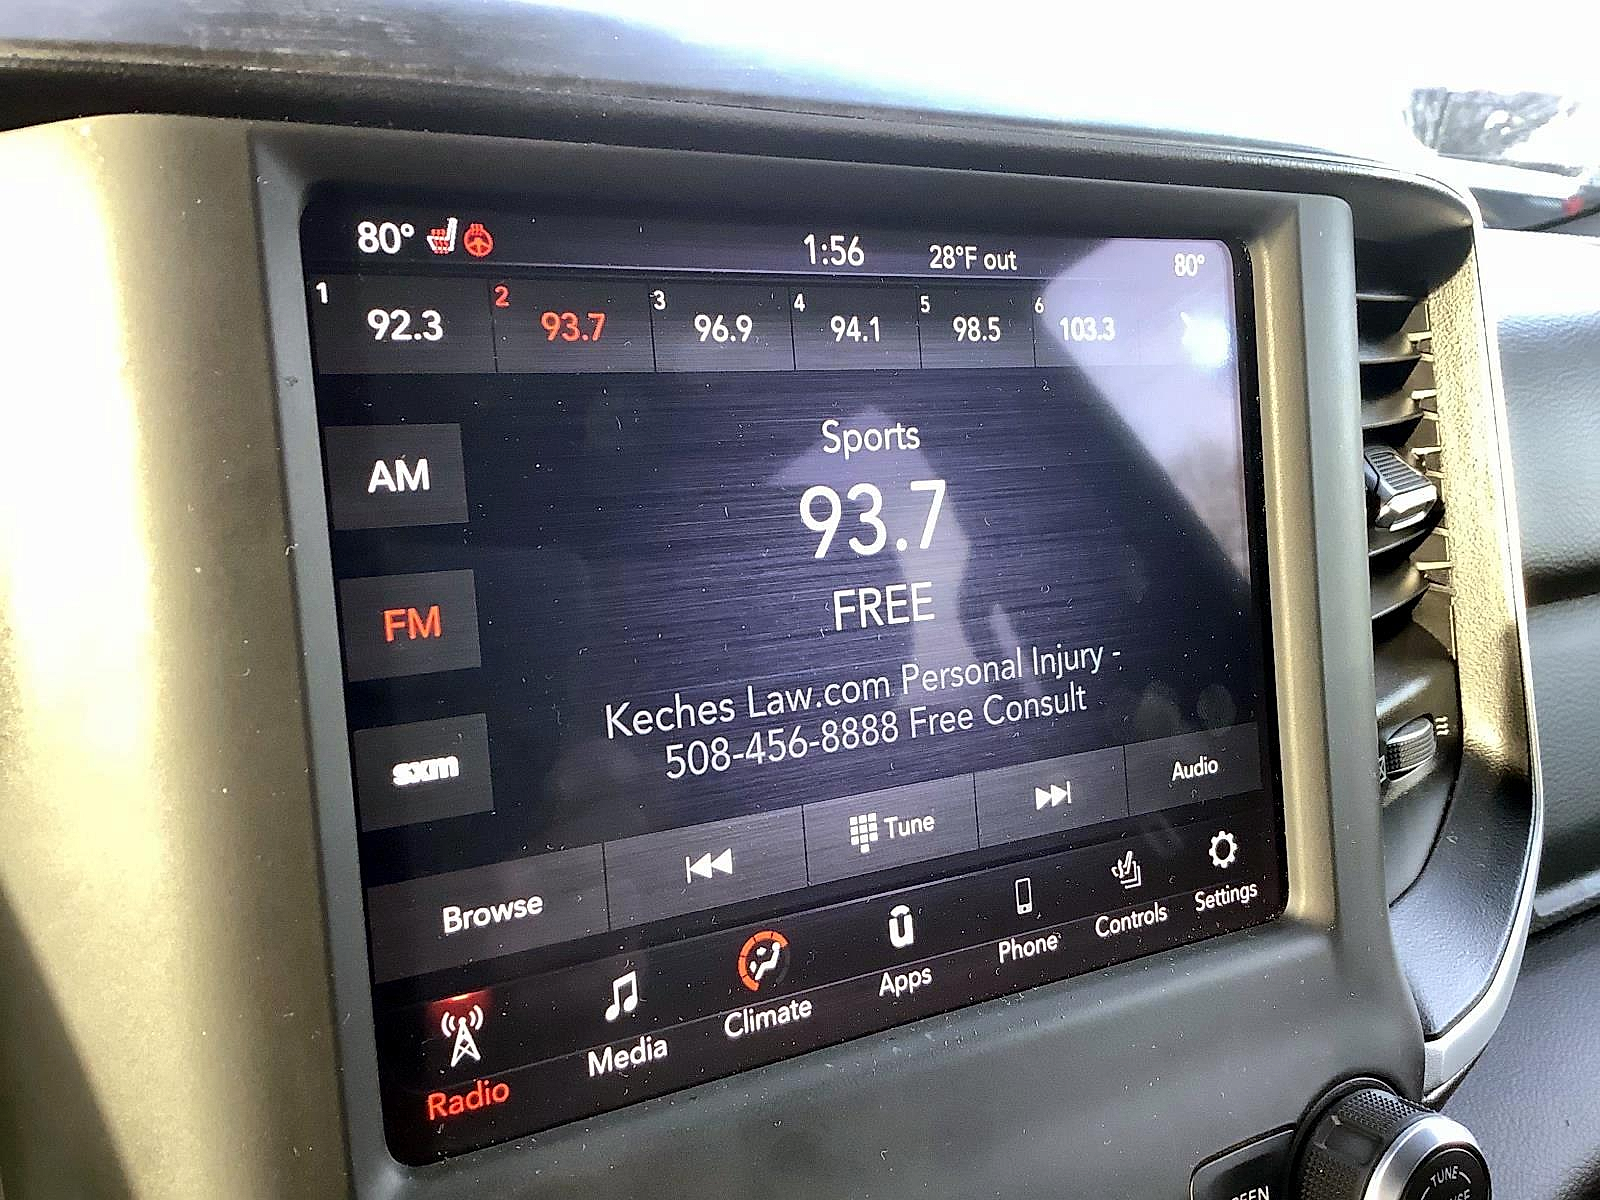 80° 1:56 28°F out 80°
1 92.3 2 93.7 3 96.9 4 94.1 5 98.5 6 103.3
Sports
AM
93.7
FREE
FM
Keches Law.com Personal Injury -
508-456-8888 Free Consult
sxm
Browse Tune Audio
Radio Media Climate Apps Phone Controls Settings
TUNE